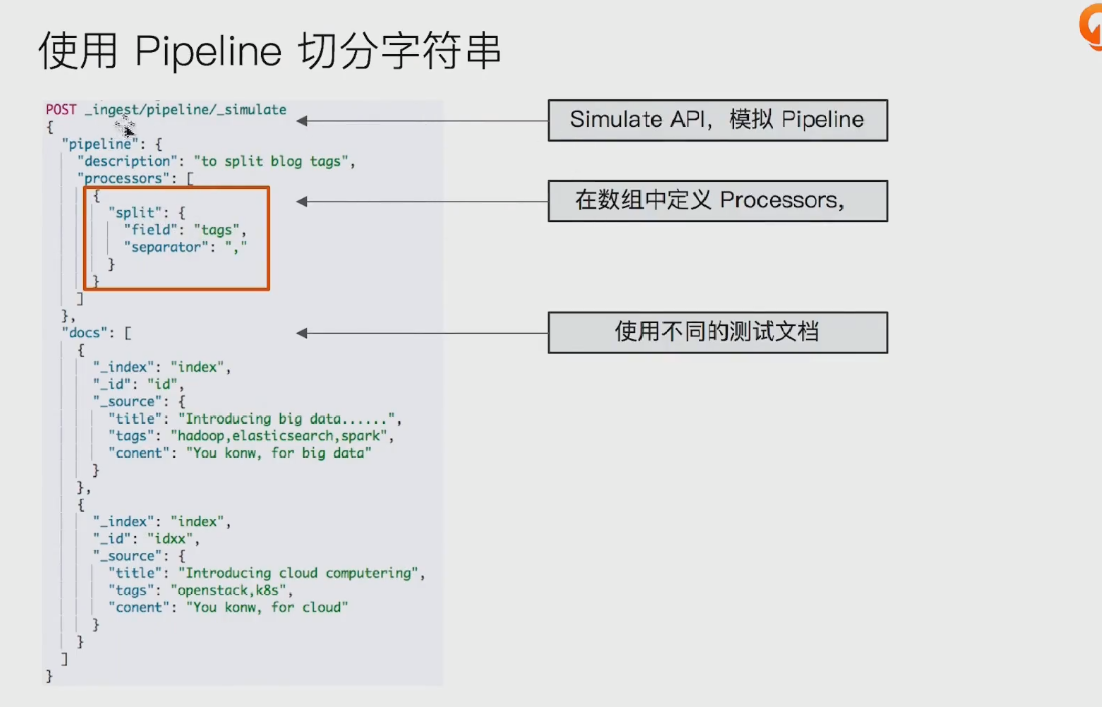 使用 Pipeline 切分字符串
POST _ingest/pipeline/_simulate
{
"pipeline": {
"description": "to split blog tags",
"processors": [
{
"split": {
"field": "tags",
"separator": ","
}
}
]
},
"docs": [
{
"_index": "index",
"_id": "id",
"_source": {
"title": "Introducing big data......",
"tags": "hadoop,elasticsearch,spark",
"conent": "You konw, for big data"
}
},
{
"_index": "index",
"_id": "idxx",
"_source": {
"title": "Introducing cloud computering",
"tags": "openstack,k8s",
"conent": "You konw, for cloud"
}
}
]
}
Simulate API，模拟 Pipeline
在数组中定义 Processors，
使用不同的测试文档